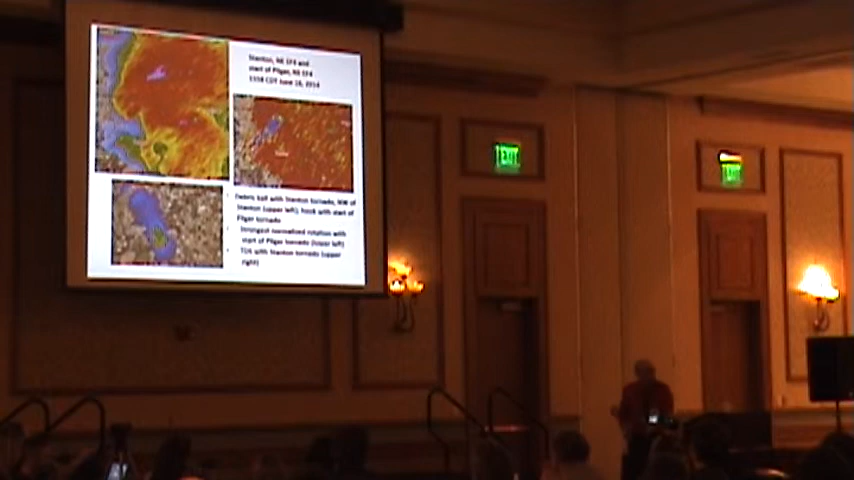 Stanton, NE EF4 and
start of Pilger, NE EF4
1558 CDT June 16, 2014
Debris ball with Stanton tornado, NW of
Stanton (upper left); hook with start of
Pilger tornado
Strongest normalized rotation with
start of Pilger tornado (lower left)
TDS with Stanton tornado (upper
right)
EXIT
EXIT